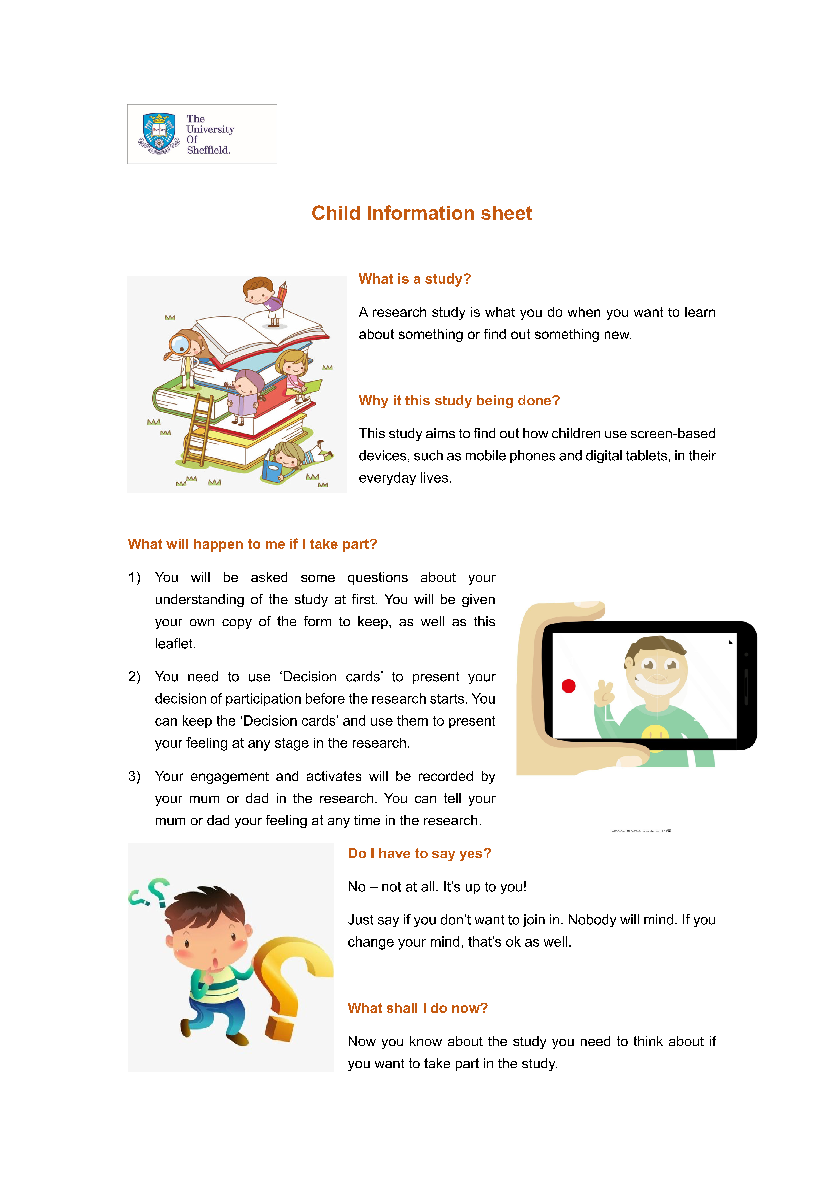 The
University
Of
Sheffield.
Child Information sheet
What is a study?
A research study is what you do when you want to learn
about something or find out something new.
Why it this study being done?
This study aims to find out how children use screen-based
devices, such as mobile phones and digital tablets, in their
everyday lives.
What will happen to me if I take part?
1) You will be asked some questions about your
understanding of the study at first. You will be given
your own copy of the form to keep, as well as this
leaflet.
2) You need to use ‘Decision cards’ to present your
decision of participation before the research starts. You
can keep the ‘Decision cards’ and use them to present
your feeling at any stage in the research.
3) Your engagement and activates will be recorded by
your mum or dad in the research. You can tell your
mum or dad your feeling at any time in the research.
Do I have to say yes?
No – not at all. It’s up to you!
Just say if you don’t want to join in. Nobody will mind. If you
change your mind, that’s ok as well.
What shall I do now?
Now you know about the study you need to think about if
you want to take part in the study.